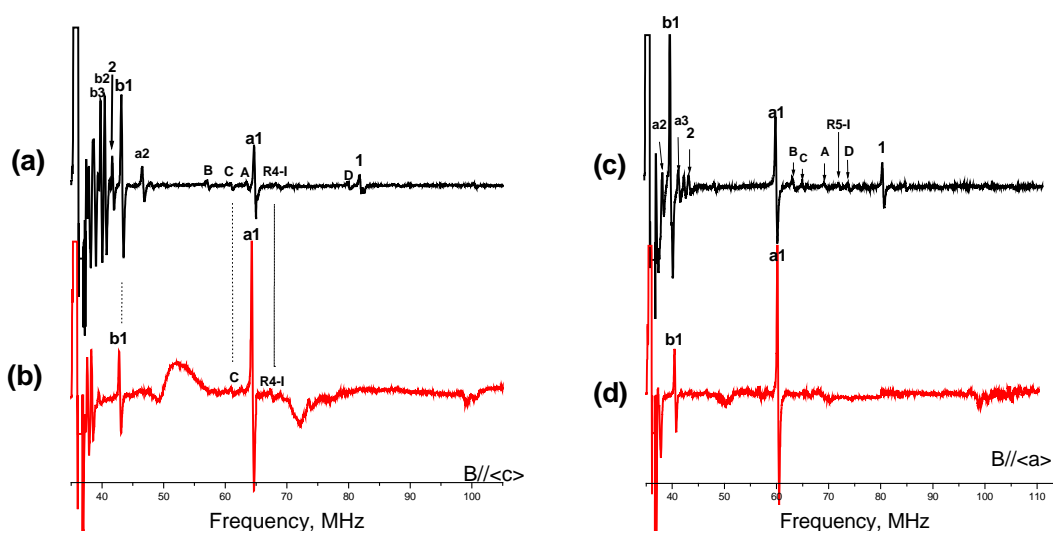 b1
2
b2
b3
b1
a1
a2
B
C
A
R4-I
D
1
(a)
a1
b1
C
R4-I
(b)
B//<c>
40
50
60
70
80
90
100
Frequency, MHz
a2
a3
2
a1
B
C
A
R5-I
D
1
(c)
a1
b1
(d)
B//<a>
40
50
60
70
80
90
100
110
Frequency, MHz